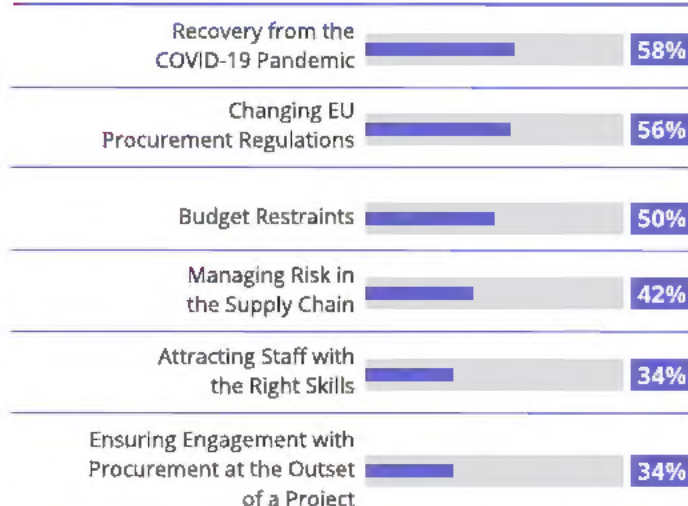 Recovery from the
COVID-19 Pandemic
58%
Changing EU
Procurement Regulations
56%
Budget Restraints
50%
Managing Risk in
the Supply Chain
42%
Attracting Staff with
the Right Skills
34%
Ensuring Engagement with
Procurement at the Outset
of a Project
34%